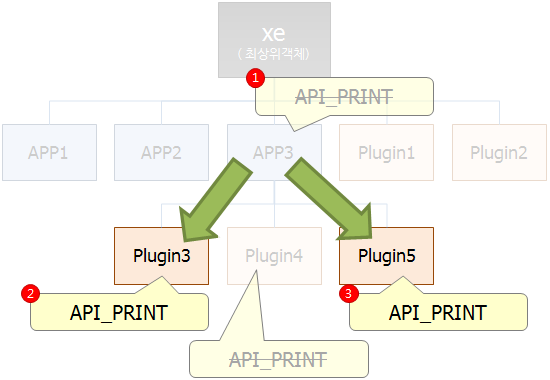 xe
( 최상위객체)
1
API_PRINT
APP1
APP2
APP3
Plugin1
Plugin2
Plugin3
Plugin4
Plugin5
2
API_PRINT
3
API_PRINT
API_PRINT